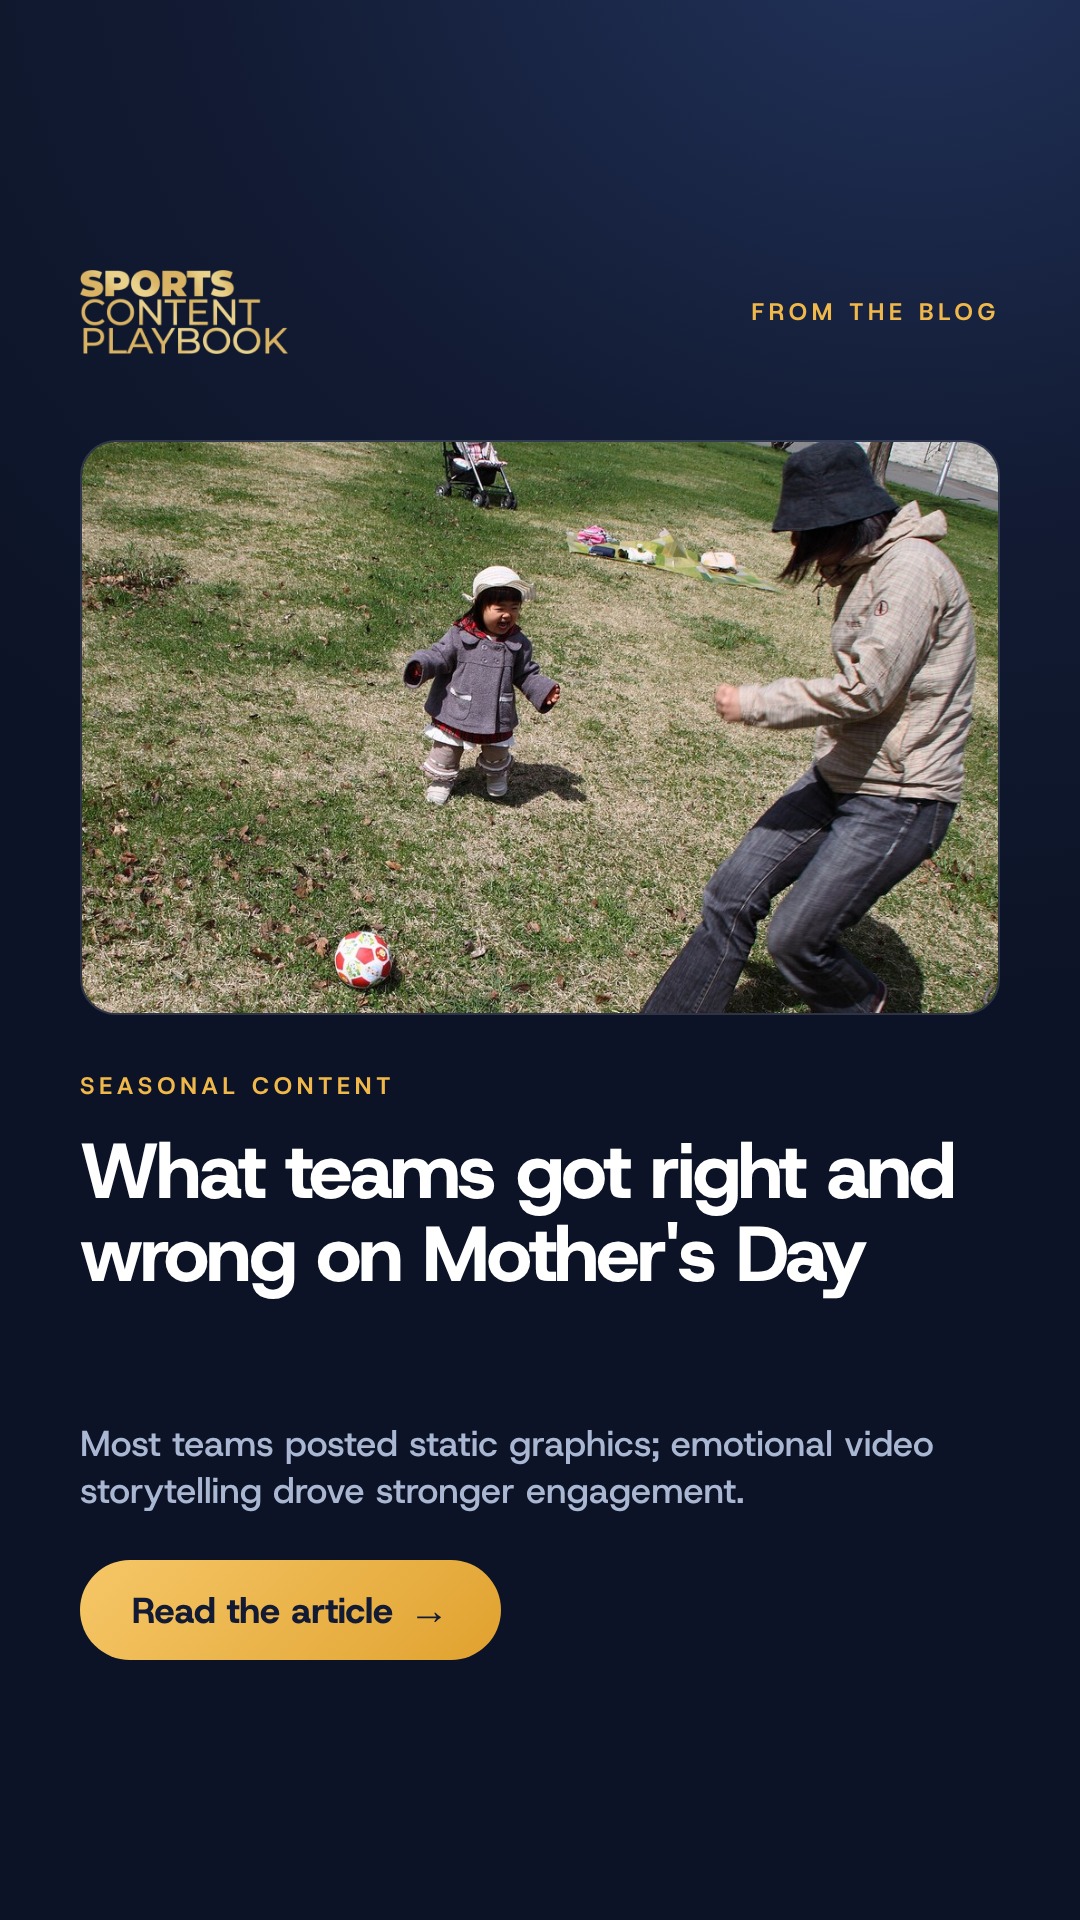 SPORTS
CONTENT
PLAYBOOK
FROM THE BLOG
SEASONAL CONTENT
What teams got right and
wrong on Mother's Day
Most teams posted static graphics; emotional video
storytelling drove stronger engagement.
Read the article →